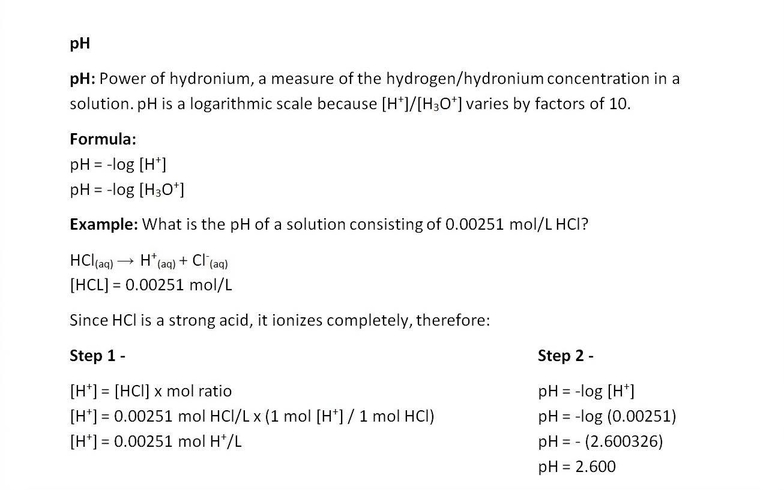 pH
pH: Power of hydronium, a measure of the hydrogen/hydronium concentration in a
solution. pH is a logarithmic scale because [H⁺]/[H₃O⁺] varies by factors of 10.
Formula:
pH = -log [H⁺]
pH = -log [H₃O⁺]
Example: What is the pH of a solution consisting of 0.00251 mol/L HCl?
HCl₍aq₎ → H⁺₍aq₎ + Cl⁻₍aq₎
[HCL] = 0.00251 mol/L
Since HCl is a strong acid, it ionizes completely, therefore:
Step 1 -
[H⁺] = [HCl] x mol ratio
[H⁺] = 0.00251 mol HCl/L x (1 mol [H⁺] / 1 mol HCl)
[H⁺] = 0.00251 mol H⁺/L
Step 2 -
pH = -log [H⁺]
pH = -log (0.00251)
pH = - (2.600326)
pH = 2.600